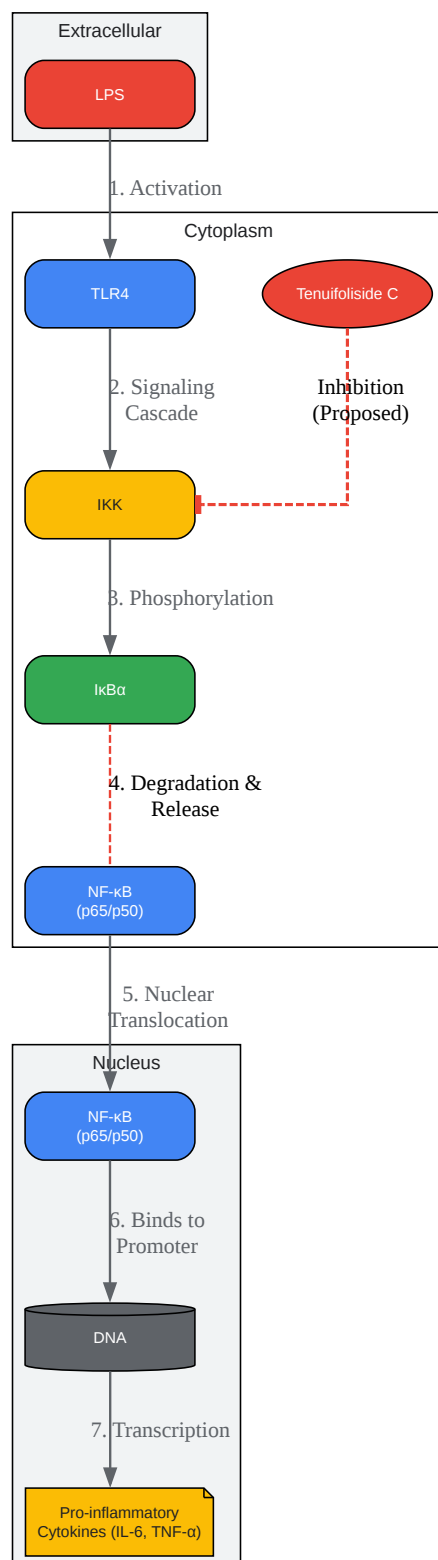 Extracellular
LPS
1. Activation
Cytoplasm
TLR4
Tenuifoliside C
2. Signaling
Cascade
Inhibition
(Proposed)
IKK
3. Phosphorylation
IκBα
4. Degradation &
Release
NF-κB
(p65/p50)
5. Nuclear
Translocation
Nucleus
NF-κB
(p65/p50)
6. Binds to
Promoter
DNA
7. Transcription
Pro-inflammatory
Cytokines (IL-6, TNF-α)